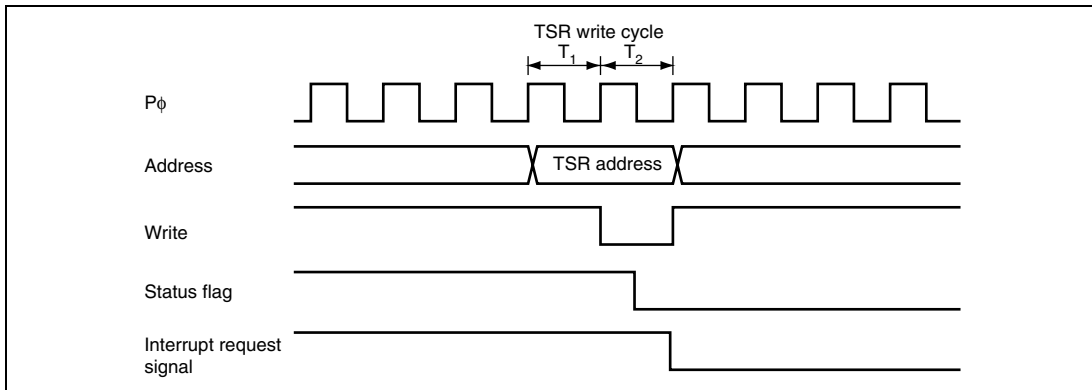 TSR write cycle
T1 T2
Pϕ
Address
TSR address
Write
Status flag
Interrupt request
signal